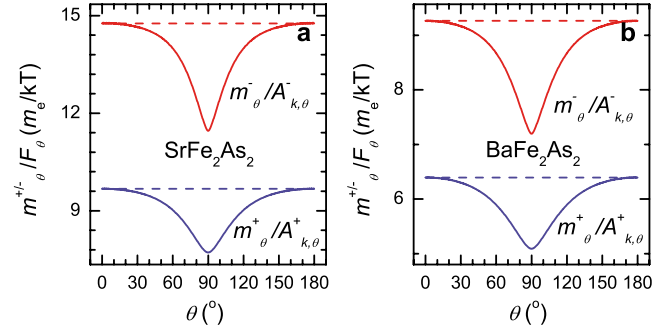 15
12
9
m+/-θ/Fθ (me/kT)
a
m-θ/A-k,θ
SrFe2As2
m+θ/A+k,θ
0 30 60 90 120 150 180
θ (o)
9
6
m+/-θ/Fθ (me/kT)
b
m-θ/A-k,θ
BaFe2As2
m+θ/A+k,θ
0 30 60 90 120 150 180
θ (o)